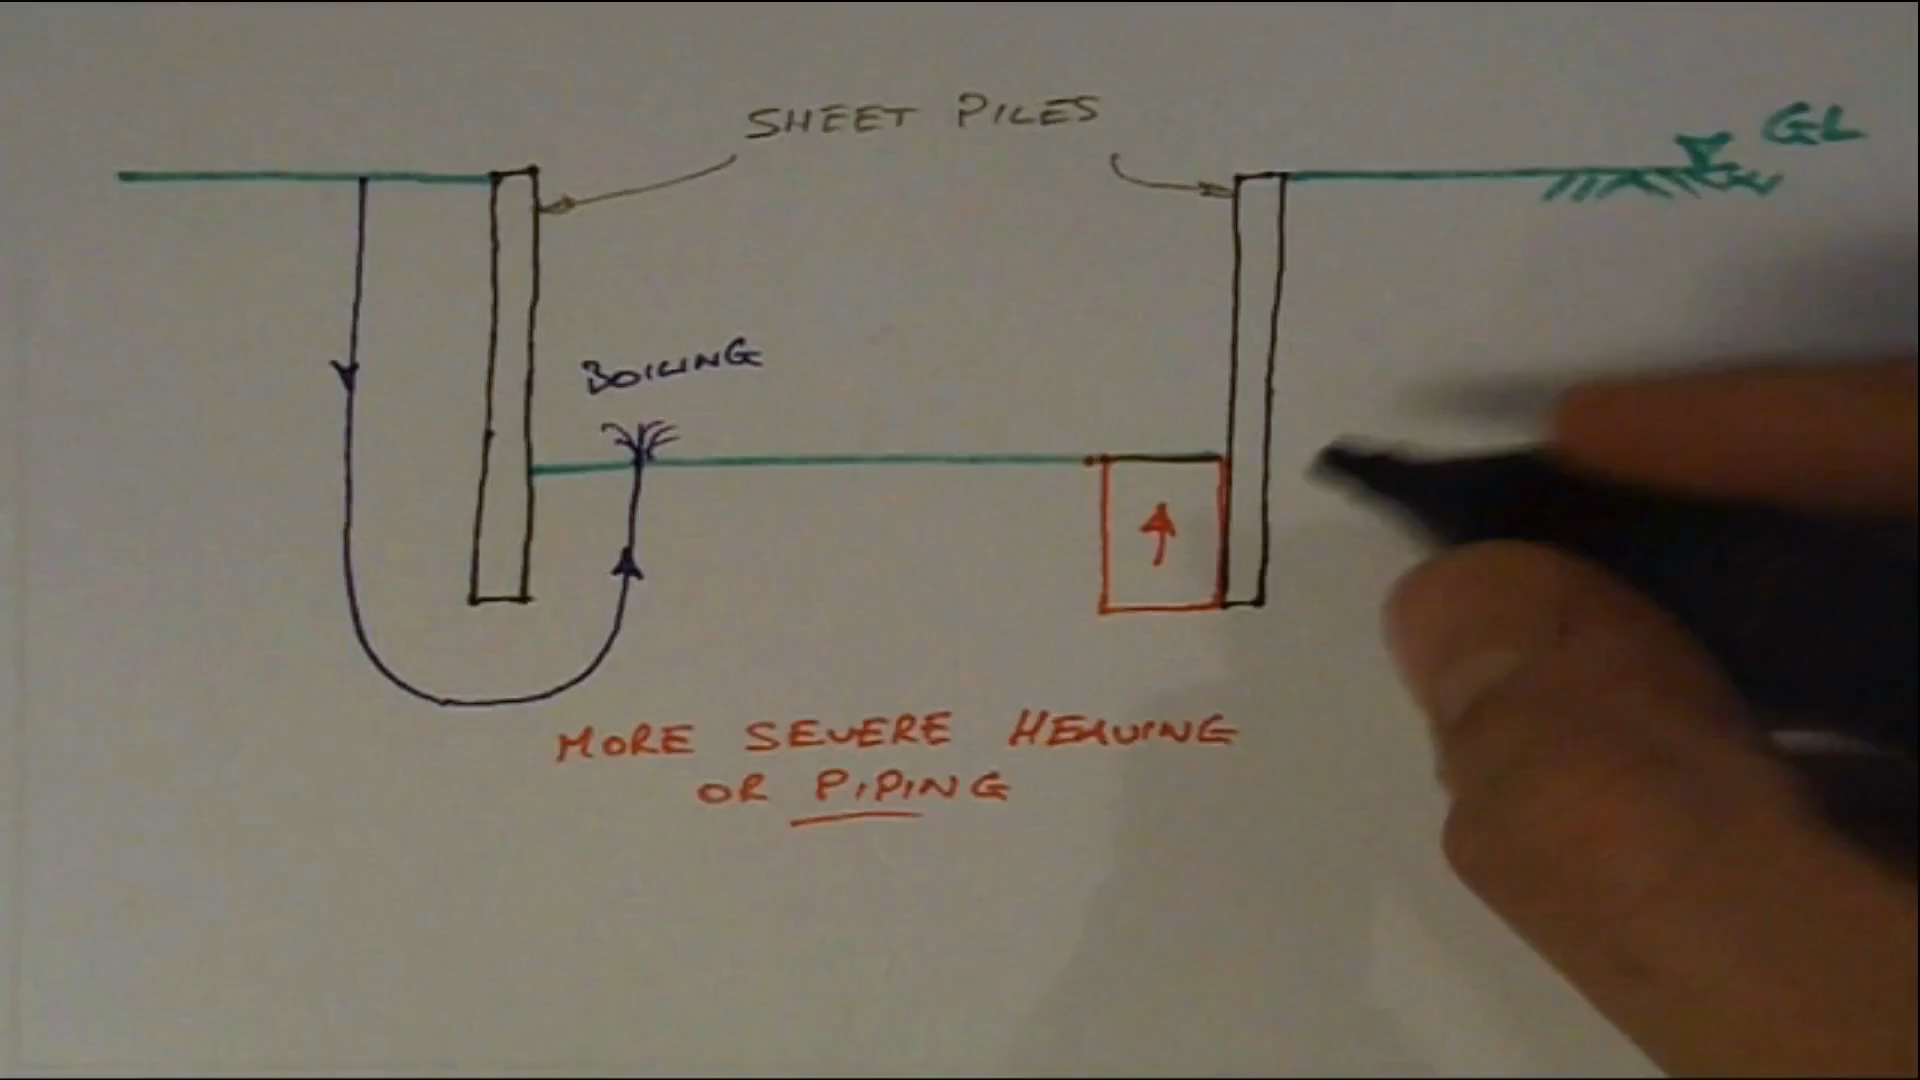 SHEET PILES
GL
BOILING
MORE SEVERE HEAVING
OR PIPING